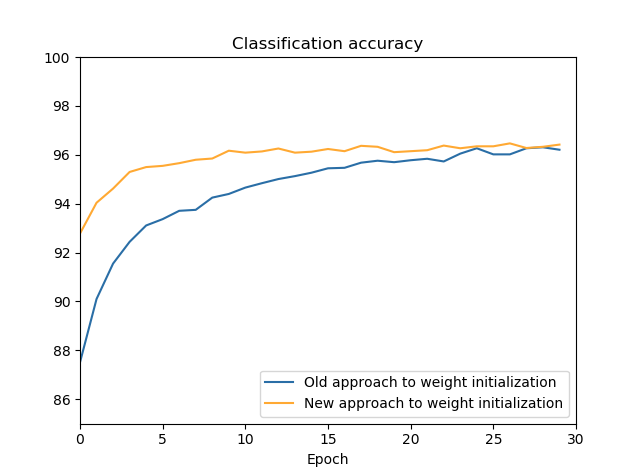 Classification accuracy
100
98
96
94
92
90
88
86
0 5 10 15 20 25 30
Epoch
Old approach to weight initialization
New approach to weight initialization